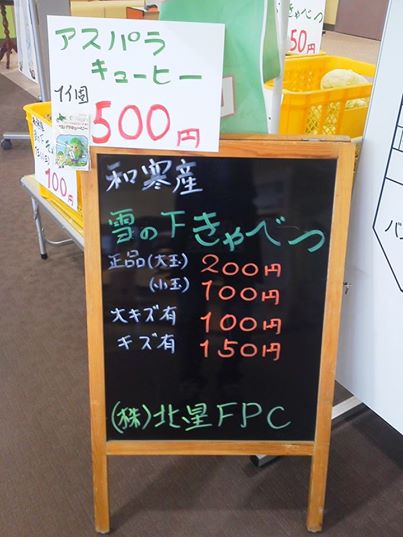 アスパラ
キューピー
1個
500円
50円
100円
和寒産
雪の下きゃべつ
正品(大玉) 200円
(小玉) 100円
大キズ有 100円
キズ有 150円
(株)北星FPC